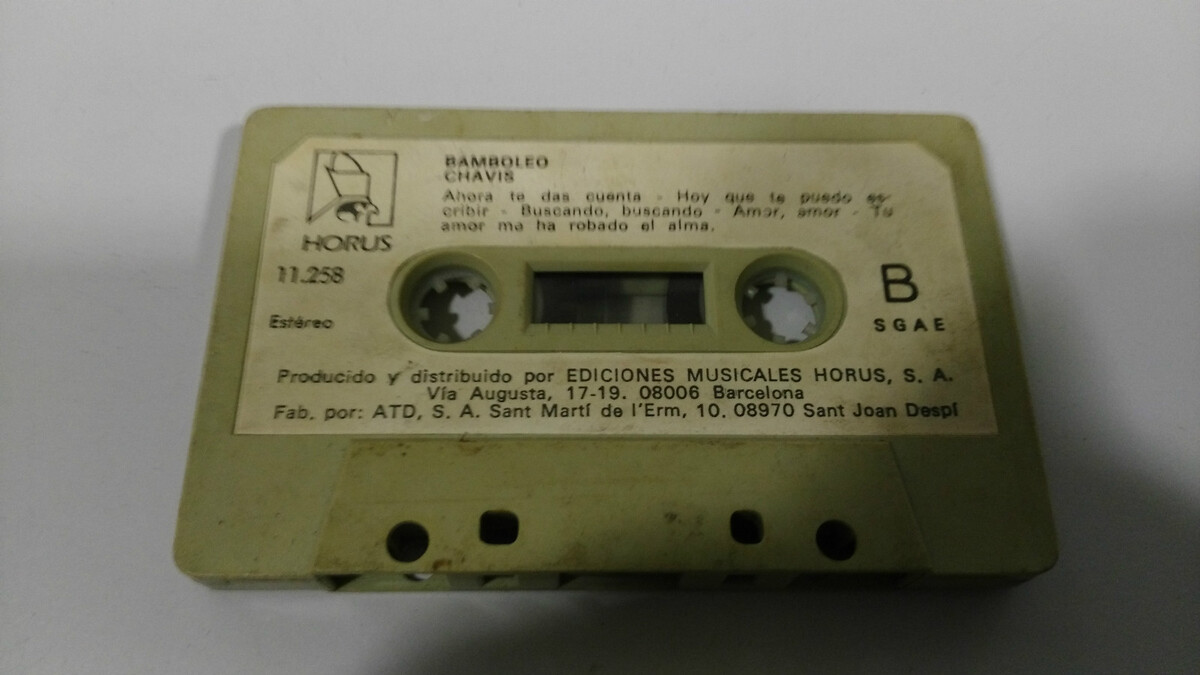 HORUS
11.258
Estéreo
BAMBOLEO
CHAVIS
Ahora te das cuenta - Hoy que te puedo es-
cribir - Buscando, buscando - Amor, amor - Tu
amor me ha robado el alma.
B
SGAE
Producido y distribuido por EDICIONES MUSICALES HORUS, S. A.
Vía Augusta, 17-19. 08006 Barcelona
Fab. por: ATD, S. A. Sant Martí de l'Erm, 10. 08970 Sant Joan Despí